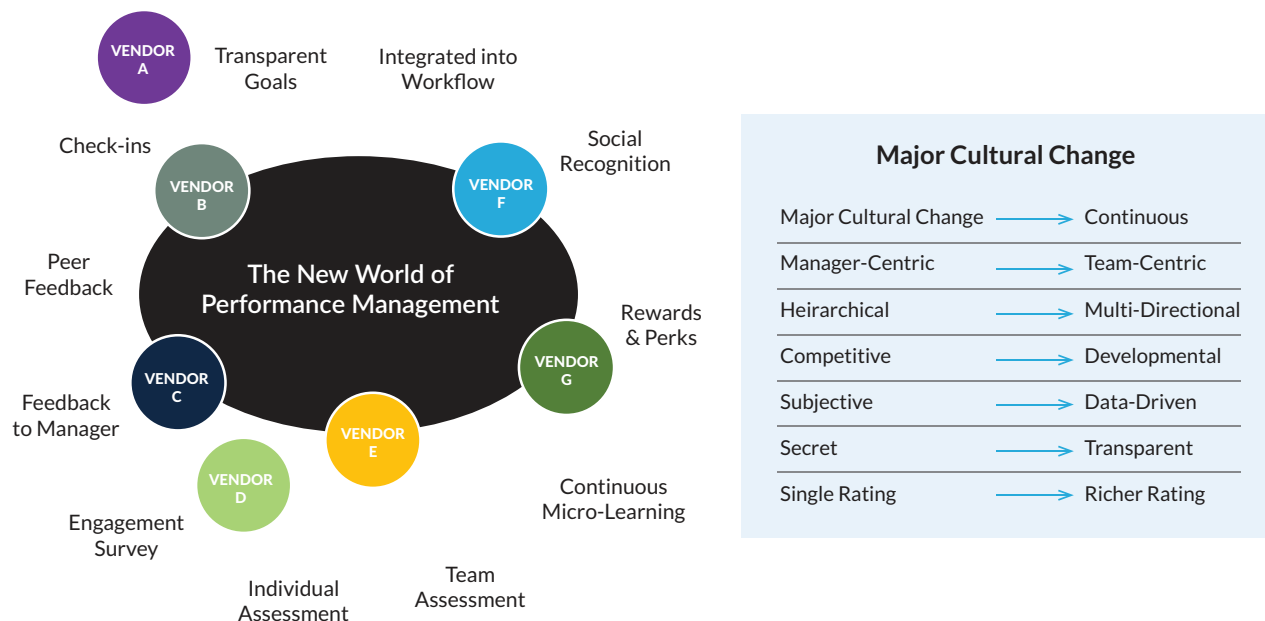 VENDOR
A
Transparent
Goals
Integrated into
Workflow
Check-ins
VENDOR
B
VENDOR
F
Social
Recognition
Peer
Feedback
The New World of
Performance Management
Rewards
& Perks
VENDOR
C
VENDOR
G
Feedback
to Manager
VENDOR
E
VENDOR
D
Continuous
Micro-Learning
Engagement
Survey
Individual
Assessment
Team
Assessment
Major Cultural Change
Major Cultural Change Continuous
Manager-Centric Team-Centric
Heirarchical Multi-Directional
Competitive Developmental
Subjective Data-Driven
Secret Transparent
Single Rating Richer Rating